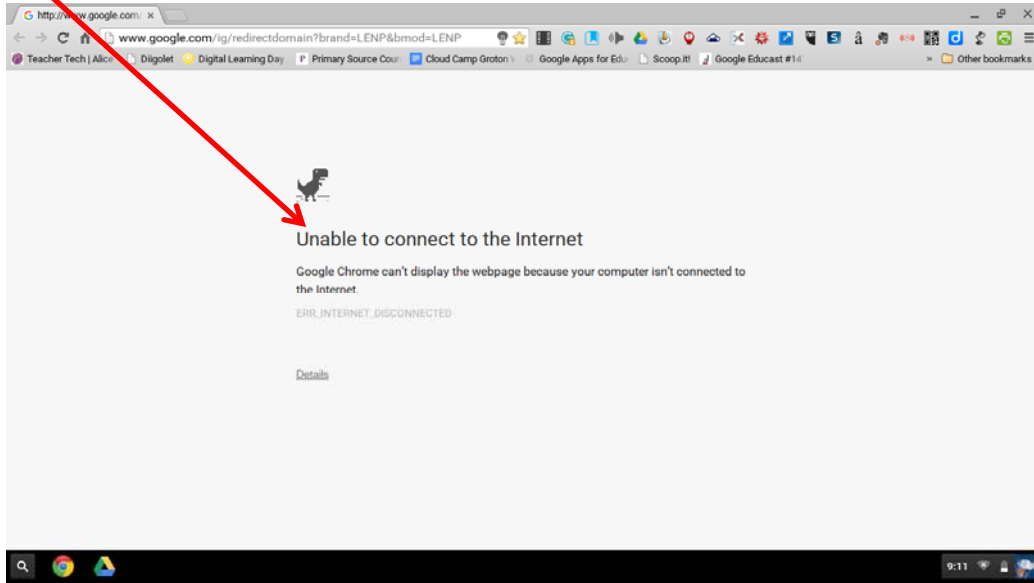 http://www.google.com/
www.google.com/ig/redirectdomain?brand=LENP&bmod=LENP
Teacher Tech | Alice Diigolet Digital Learning Day Primary Source Coun Cloud Camp Groton Google Apps for Edu Scoop.it! Google Educast #14 Other bookmarks
Unable to connect to the Internet
Google Chrome can't display the webpage because your computer isn't connected to
the Internet.
ERR_INTERNET_DISCONNECTED
Details
9:11